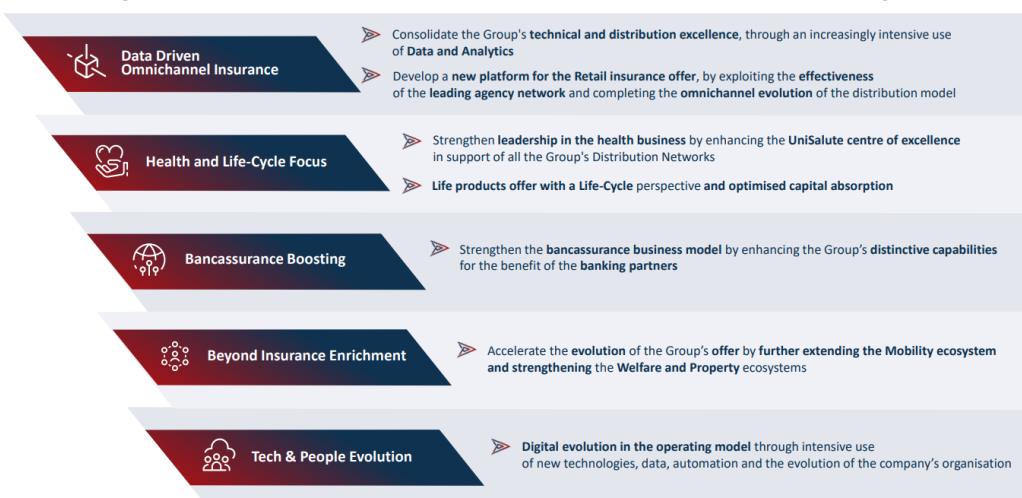 Data Driven
Omnichannel Insurance
Consolidate the Group's technical and distribution excellence, through an increasingly intensive use
of Data and Analytics
Develop a new platform for the Retail insurance offer, by exploiting the effectiveness
of the leading agency network and completing the omnichannel evolution of the distribution model
Health and Life-Cycle Focus
Strengthen leadership in the health business by enhancing the UniSalute centre of excellence
in support of all the Group's Distribution Networks
Life products offer with a Life-Cycle perspective and optimised capital absorption
Bancassurance Boosting
Strengthen the bancassurance business model by enhancing the Group's distinctive capabilities
for the benefit of the banking partners
Beyond Insurance Enrichment
Accelerate the evolution of the Group's offer by further extending the Mobility ecosystem
and strengthening the Welfare and Property ecosystems
Tech & People Evolution
Digital evolution in the operating model through intensive use
of new technologies, data, automation and the evolution of the company's organisation